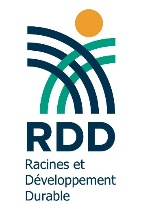 RDD
Racines et
Développement
Durable